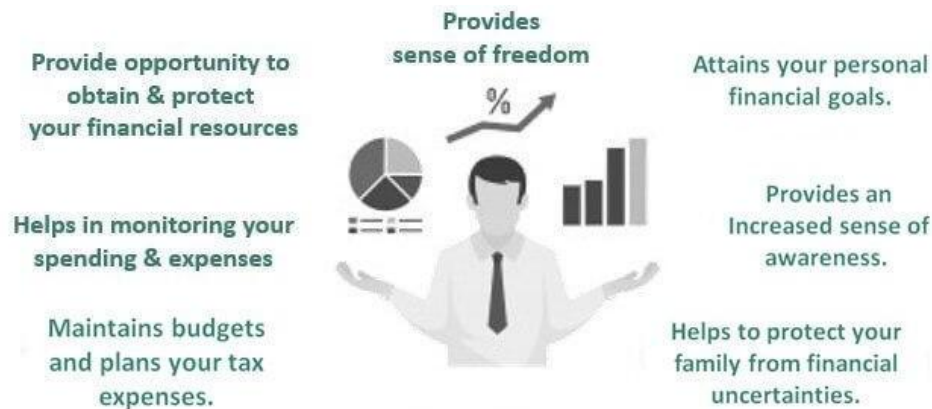 Provides
sense of freedom
Provide opportunity to
obtain & protect
your financial resources
Attains your personal
financial goals.
%
Helps in monitoring your
spending & expenses
Provides an
Increased sense of
awareness.
Maintains budgets
and plans your tax
expenses.
Helps to protect your
family from financial
uncertainties.